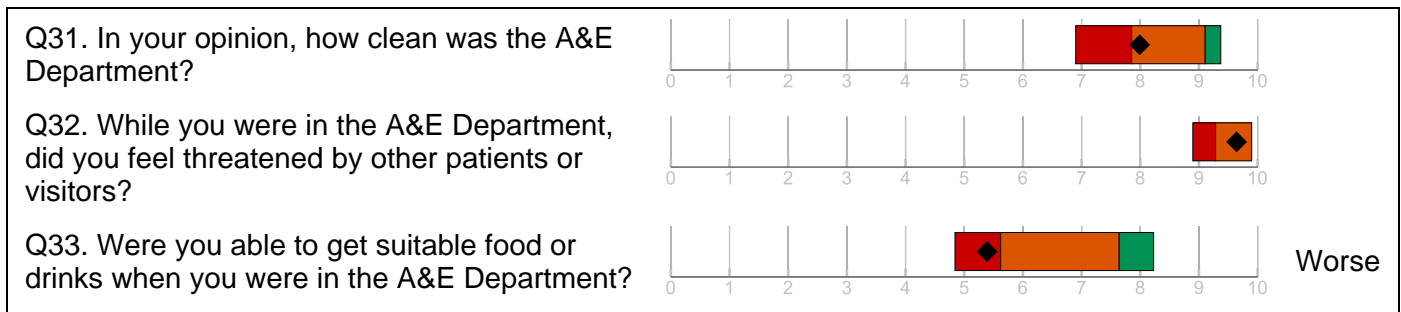 Q31. In your opinion, how clean was the A&E
Department?
0 1 2 3 4 5 6 7 8 9 10
Q32. While you were in the A&E Department,
did you feel threatened by other patients or
visitors?
0 1 2 3 4 5 6 7 8 9 10
Q33. Were you able to get suitable food or
drinks when you were in the A&E Department?
0 1 2 3 4 5 6 7 8 9 10
Worse